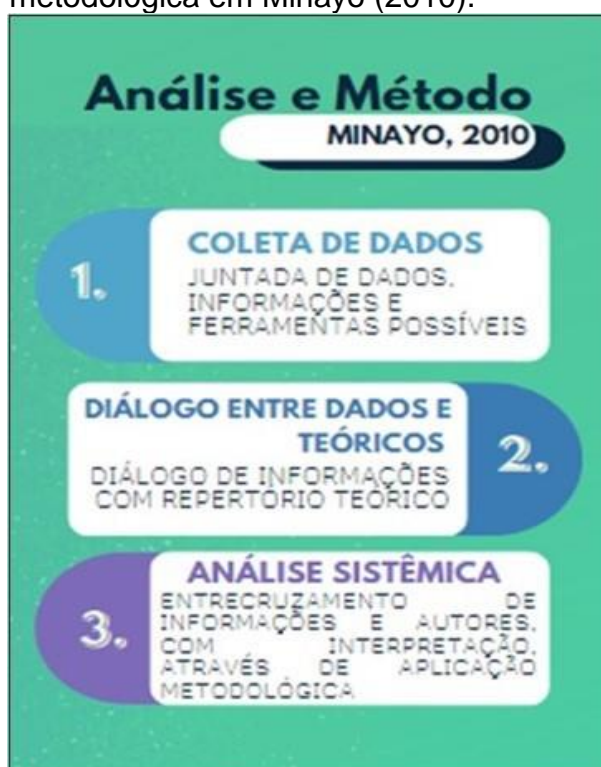 metodológica em Minayo (2010).
Análise e Método
MINAYO, 2010
1.
COLETA DE DADOS
JUNTADA DE DADOS,
INFORMAÇÕES E
FERRAMENTAS POSSÍVEIS
DIÁLOGO ENTRE DADOS E
TEÓRICOS
2.
DIÁLOGO DE INFORMAÇÕES
COM REPERTÓRIO TEÓRICO
3.
ANÁLISE SISTÊMICA
ENTRECRUZAMENTO DE
INFORMAÇÕES E AUTORES,
COM INTERPRETAÇÃO,
ATRAVÉS DE APLICAÇÃO
METODOLÓGICA